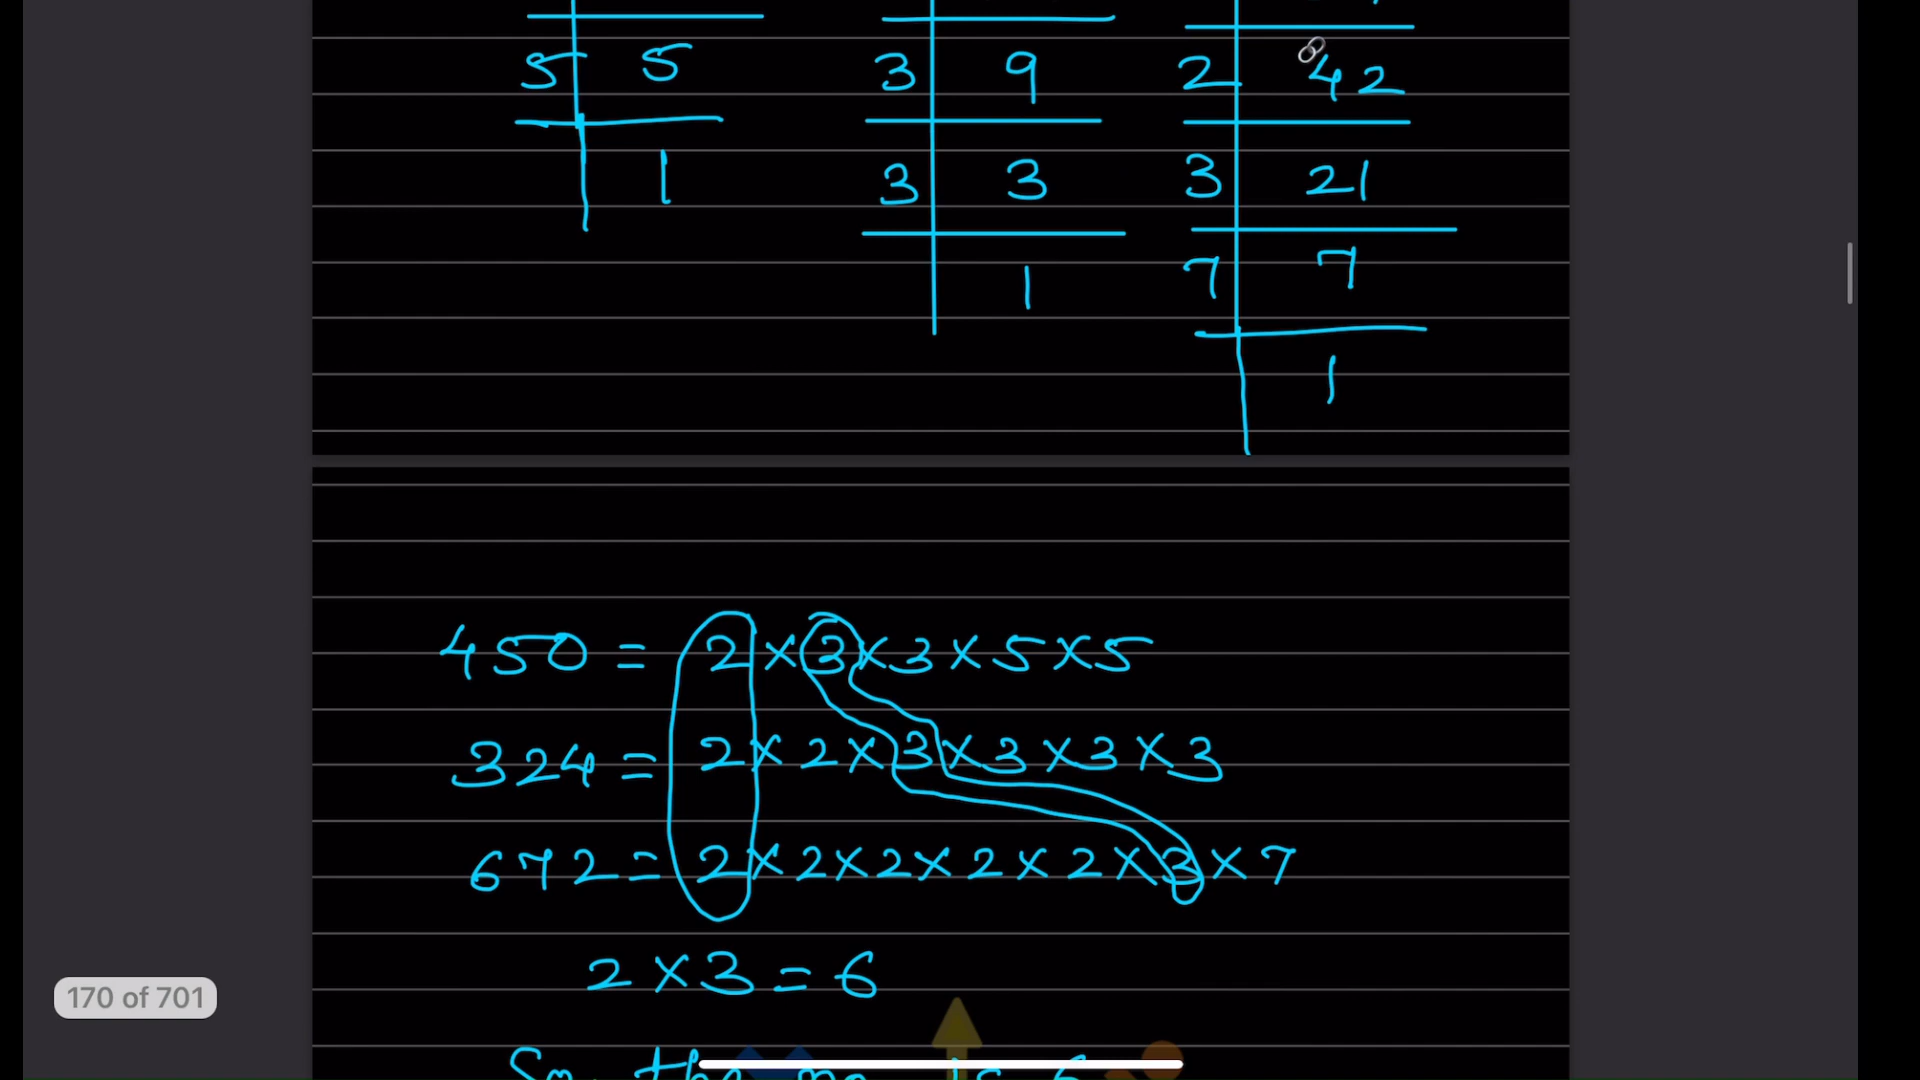 5 5 3 9 2 42
1 3 3 3 21
1 7 7
1
450 = 2 × 3 × 3 × 5 × 5
324 = 2 × 2 × 3 × 3 × 3 × 3
672 = 2 × 2 × 2 × 2 × 2 × 3 × 7
2 × 3 = 6
170 of 701